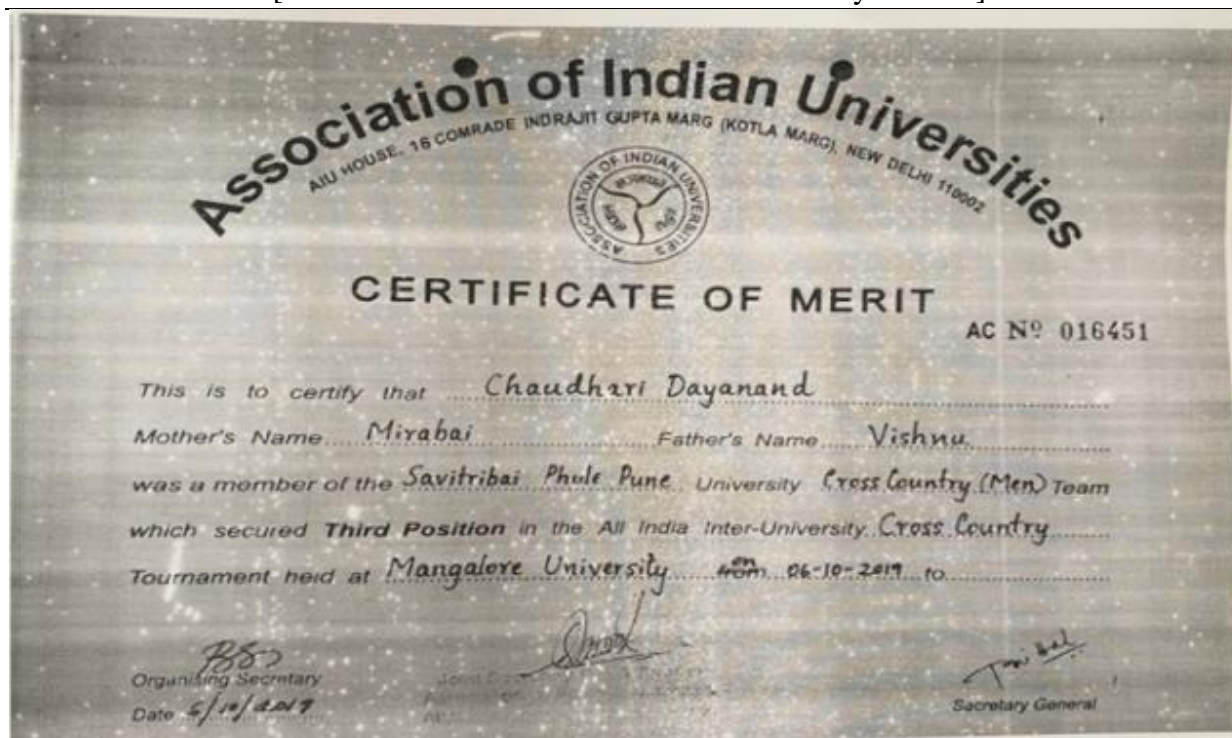 Association of Indian Universities
AIU HOUSE, 16 COMRADE INDRAJIT GUPTA MARG (KOTLA MARG), NEW DELHI 110002
ASSOCIATION OF INDIAN UNIVERSITIES
CERTIFICATE OF MERIT
AC Nº 016451
This is to certify that Chaudhari Dayanand
Mother's Name Mirabai Father's Name Vishnu
was a member of the Savitribai Phule Pune University Cross Country (Men) Team
which secured Third Position in the All India Inter-University Cross Country
Tournament held at Mangalore University on 06-10-2019 to
Organising Secretary
Date /10/2019
Secretary General